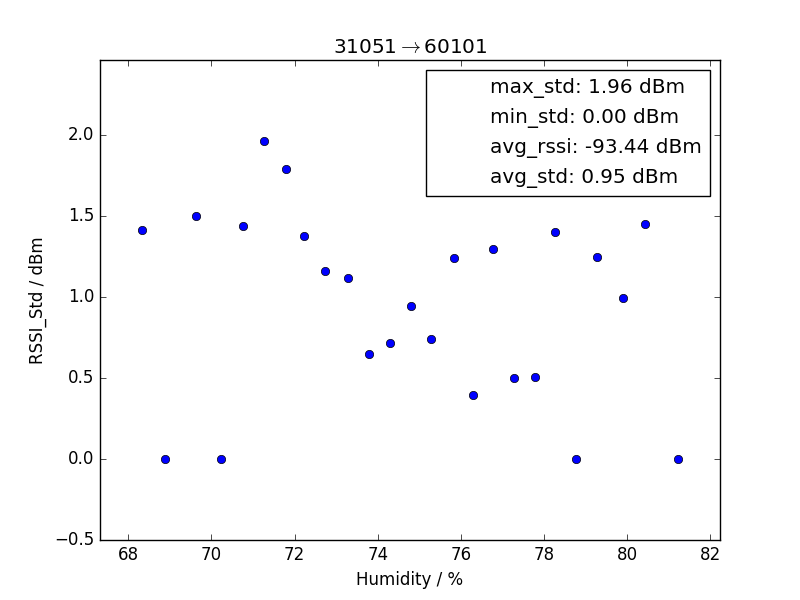 31051→60101
max_std: 1.96 dBm
min_std: 0.00 dBm
avg_rssi: -93.44 dBm
avg_std: 0.95 dBm
RSSI_Std / dBm
2.0
1.5
1.0
0.5
0.0
−0.5
68 70 72 74 76 78 80 82
Humidity / %